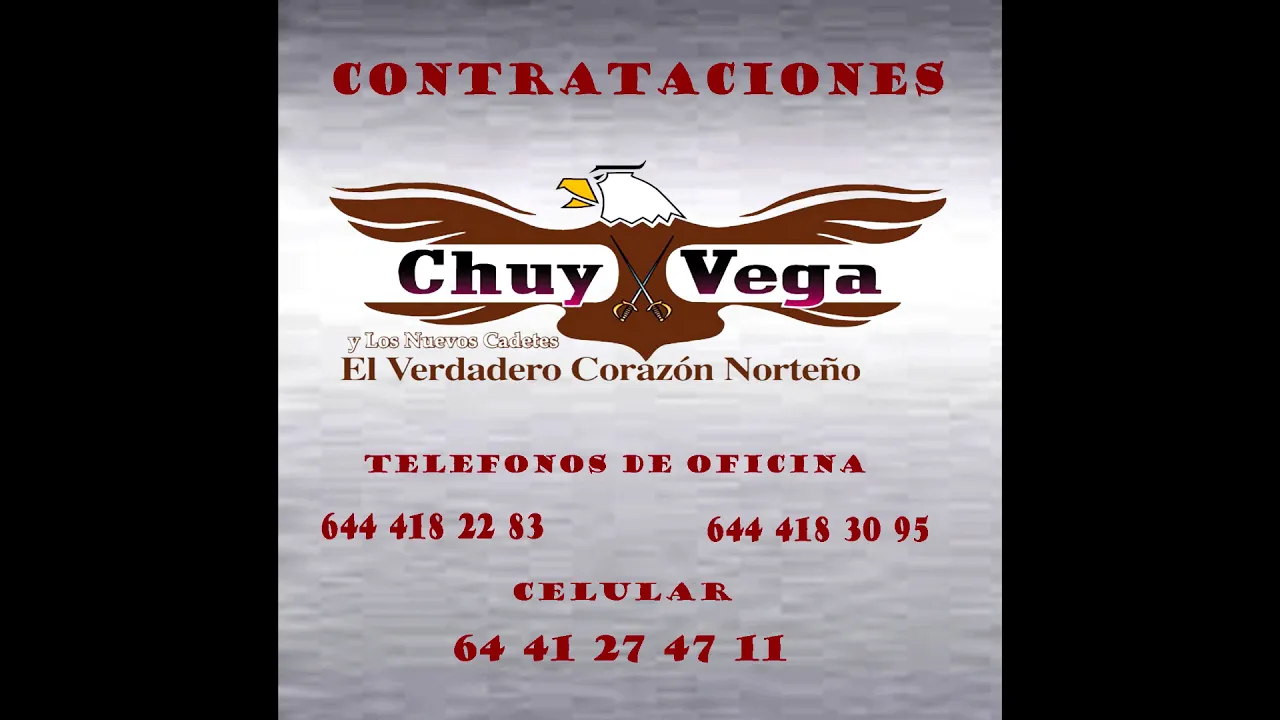 CONTRATACIONES
Chuy Vega
y Los Nuevos Cadetes
El Verdadero Corazón Norteño
TELEFONOS DE OFICINA
644 418 22 83 644 418 30 95
CELULAR
64 41 27 47 11